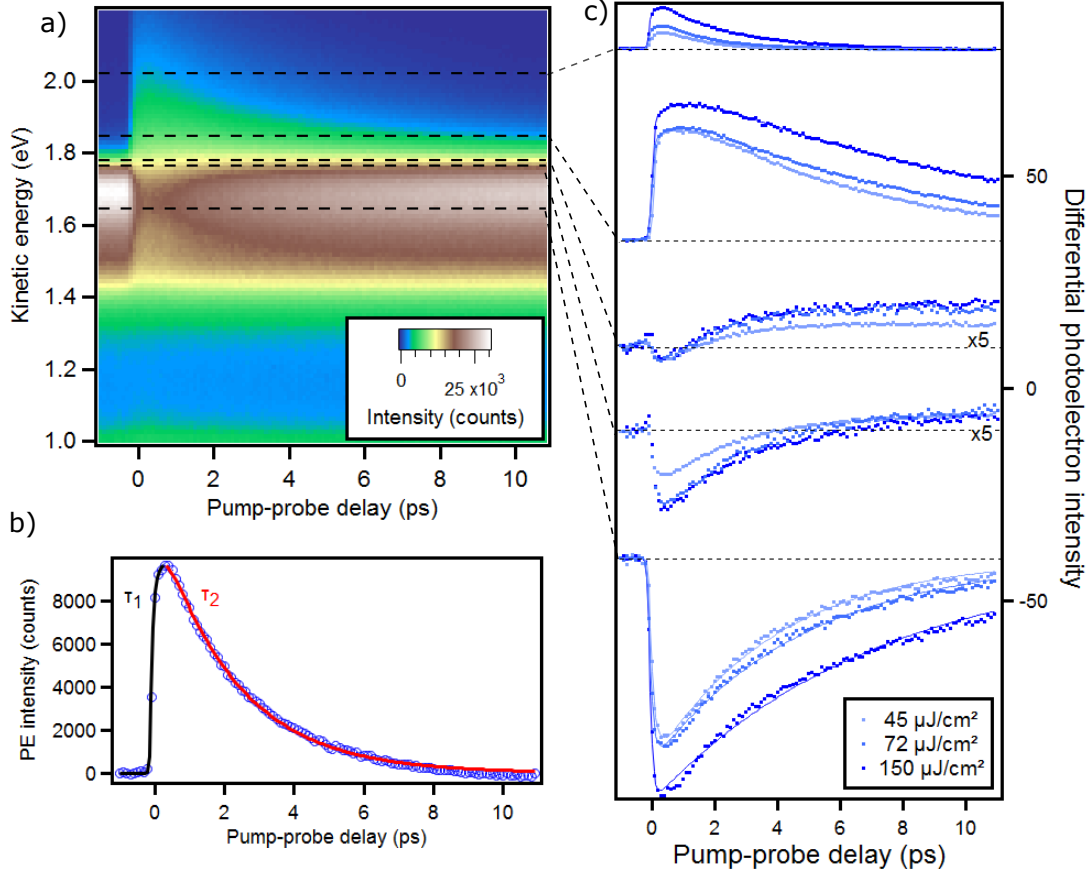 a)
Kinetic energy (eV)
2.0
1.8
1.6
1.4
1.2
1.0
0
25 x10³
Intensity (counts)
0 2 4 6 8 10
Pump-probe delay (ps)
b)
PE intensity (counts)
8000
6000
4000
2000
0
τ1
τ2
0 2 4 6 8 10
Pump-probe delay (ps)
c)
x5
x5
50
0
-50
Differential photoelectron intensity
45 µJ/cm²
72 µJ/cm²
150 µJ/cm²
0 2 4 6 8 10
Pump-probe delay (ps)